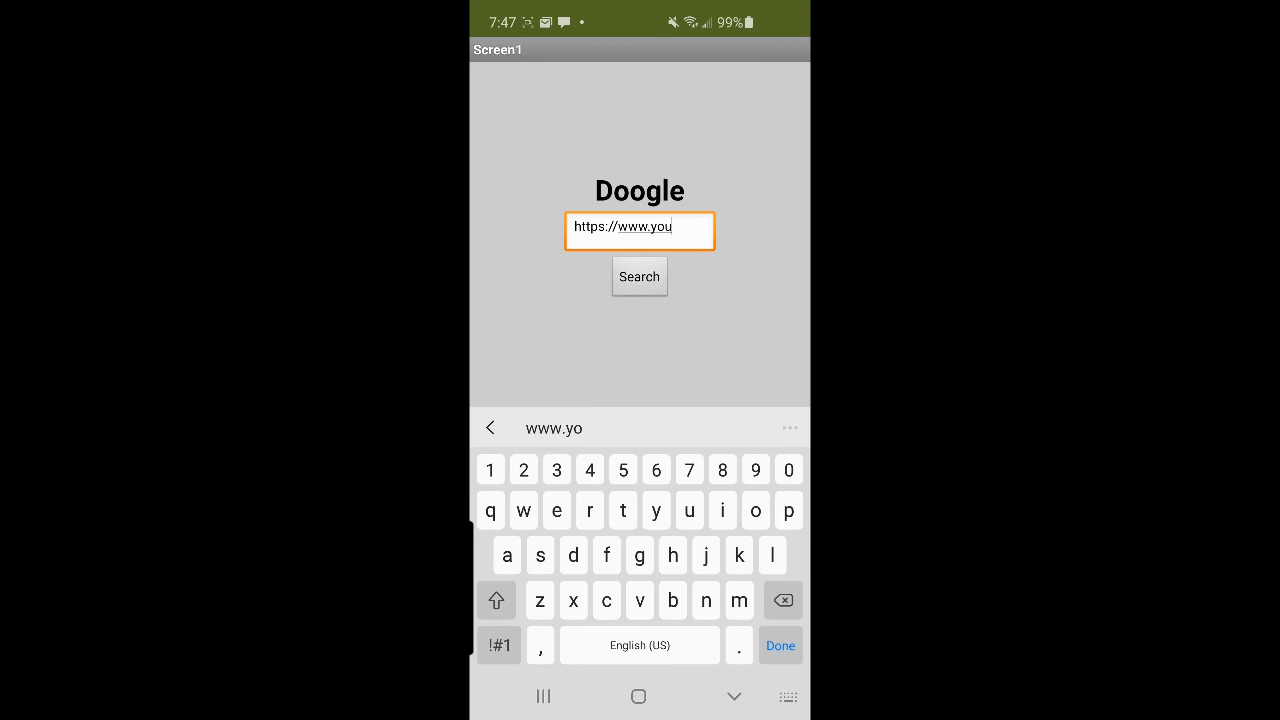 7:47 99%
Screen1
Doogle
https://www.you
Search
www.yo
1 2 3 4 5 6 7 8 9 0
q w e r t y u i o p
a s d f g h j k l
z x c v b n m
!#1 , English (US) . Done